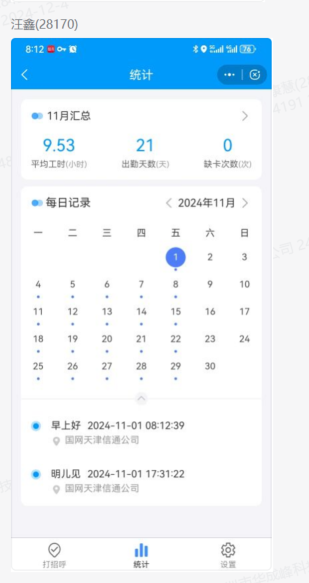 汪鑫(28170)
8:12 76
统计
11月汇总
9.53 21 0
平均工时(小时) 出勤天数(天) 缺卡次数(次)
每日记录 2024年11月
一 二 三 四 五 六 日
1 2 3
4 5 6 7 8 9 10
11 12 13 14 15 16 17
18 19 20 21 22 23 24
25 26 27 28 29 30
早上好 2024-11-01 08:12:39
国网天津信通公司
明儿见 2024-11-01 17:31:22
国网天津信通公司
打招呼 统计 设置